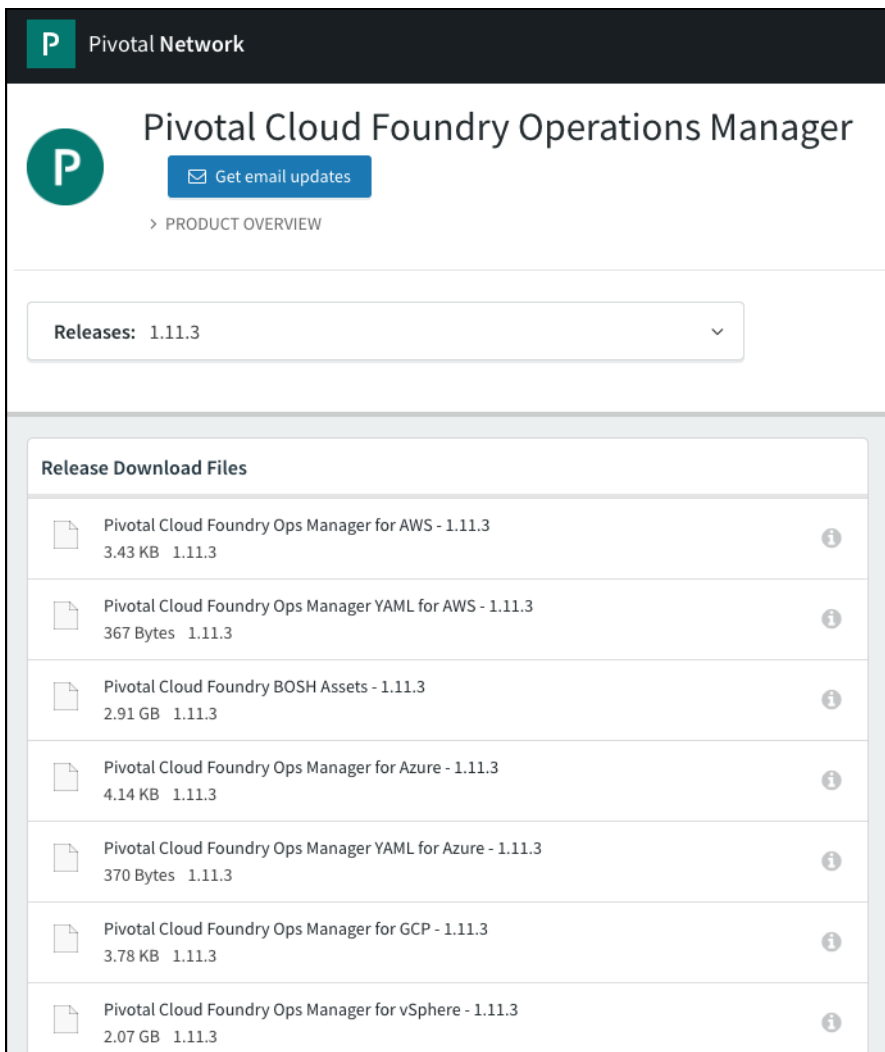 P Pivotal Network
Pivotal Cloud Foundry Operations Manager
P
Get email updates
> PRODUCT OVERVIEW
Releases: 1.11.3
Release Download Files
Pivotal Cloud Foundry Ops Manager for AWS - 1.11.3
3.43 KB 1.11.3
Pivotal Cloud Foundry Ops Manager YAML for AWS - 1.11.3
367 Bytes 1.11.3
Pivotal Cloud Foundry BOSH Assets - 1.11.3
2.91 GB 1.11.3
Pivotal Cloud Foundry Ops Manager for Azure - 1.11.3
4.14 KB 1.11.3
Pivotal Cloud Foundry Ops Manager YAML for Azure - 1.11.3
370 Bytes 1.11.3
Pivotal Cloud Foundry Ops Manager for GCP - 1.11.3
3.78 KB 1.11.3
Pivotal Cloud Foundry Ops Manager for vSphere - 1.11.3
2.07 GB 1.11.3